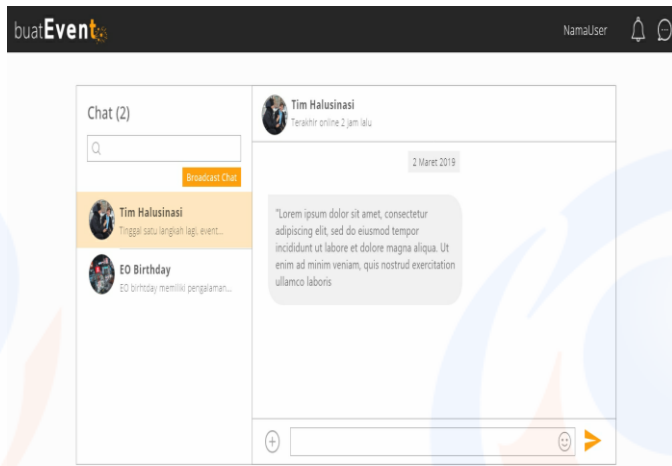 buatEvent
NamaUser
Chat (2)
Broadcast Chat
Tim Halusinasi
Tinggal satu langkah lagi, event...
EO Birthday
EO birhtday memiliki pengalaman...
Tim Halusinasi
Terakhir online 2 jam lalu
2 Maret 2019
"Lorem ipsum dolor sit amet, consectetur
adipiscing elit, sed do eiusmod tempor
incididunt ut labore et dolore magna aliqua. Ut
enim ad minim veniam, quis nostrud exercitation
ullamco laboris